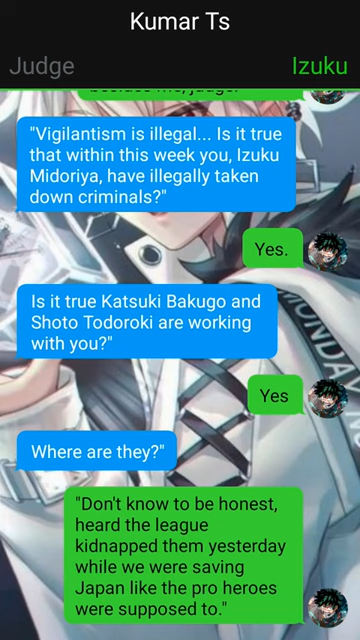 Kumar Ts
Judge
Izuku
"Vigilantism is illegal... Is it true
that within this week you, Izuku
Midoriya, have illegally taken
down criminals?"
Yes.
Is it true Katsuki Bakugo and
Shoto Todoroki are working
with you?"
Yes
Where are they?"
"Don't know to be honest,
heard the league
kidnapped them yesterday
while we were saving
Japan like the pro heroes
were supposed to."